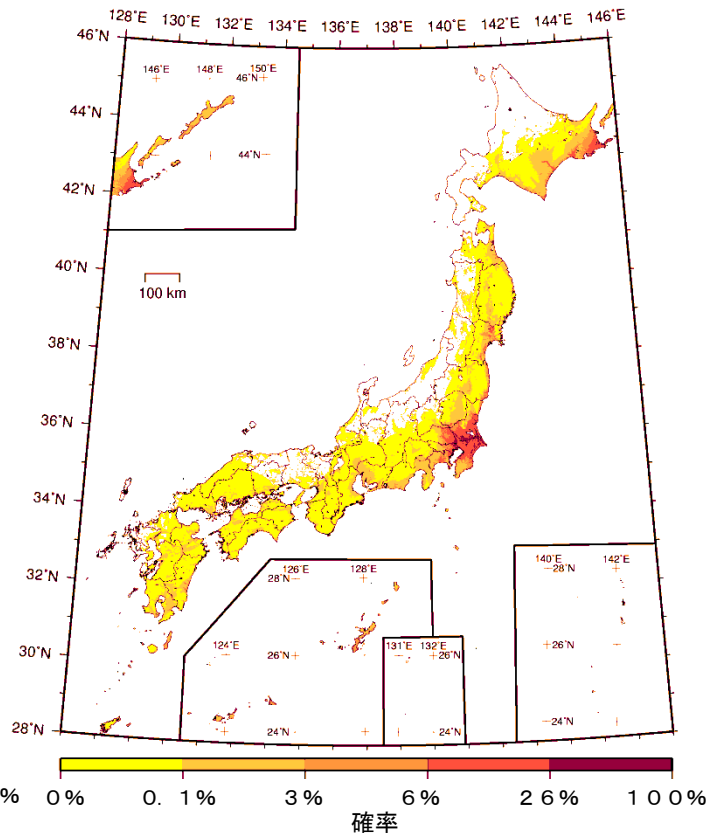 128°E 130°E 132°E 134°E 136°E 138°E 140°E 142°E 144°E 146°E
46°N
146°E 148°E 150°E
46°N
44°N
44°N
42°N
40°N
100 km
38°N
36°N
34°N
32°N
126°E 128°E
28°N
140°E 142°E
28°N
124°E
26°N
131°E 132°E
26°N
26°N
30°N
24°N
24°N
24°N
28°N
% 0% 0.1% 3% 6% 26% 100%
確率